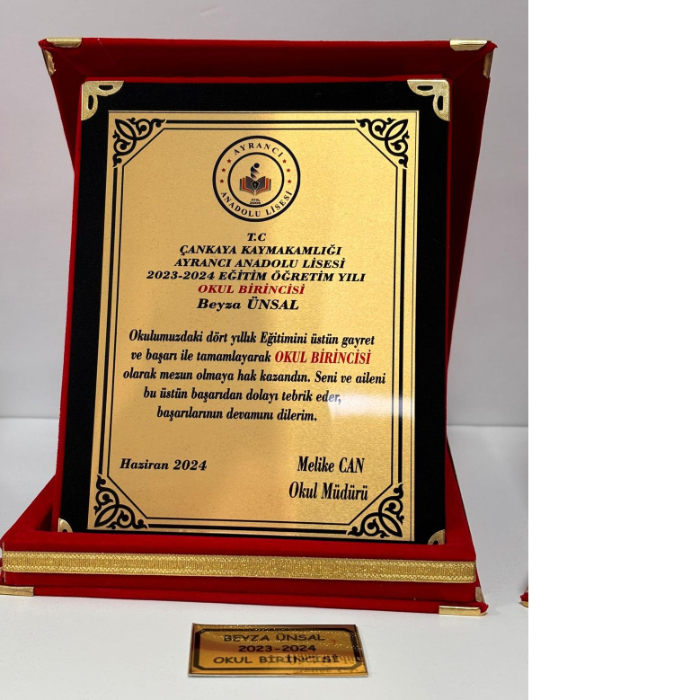 AYRANCI
ANADOLU LİSESİ
T.C
ÇANKAYA KAYMAKAMLIĞI
AYRANCI ANADOLU LİSESİ
2023-2024 EĞİTİM ÖĞRETİM YILI
OKUL BİRİNCİSİ
Beyza ÜNSAL
Okulumuzdaki dört yıllık Eğitimini üstün gayret
ve başarı ile tamamlayarak OKUL BİRİNCİSİ
olarak mezun olmaya hak kazandın. Seni ve aileni
bu üstün başarıdan dolayı tebrik eder,
başarılarının devamını dilerim.
Haziran 2024
Melike CAN
Okul Müdürü
BEYZA ÜNSAL
2023-2024
OKUL BİRİNCİSİ